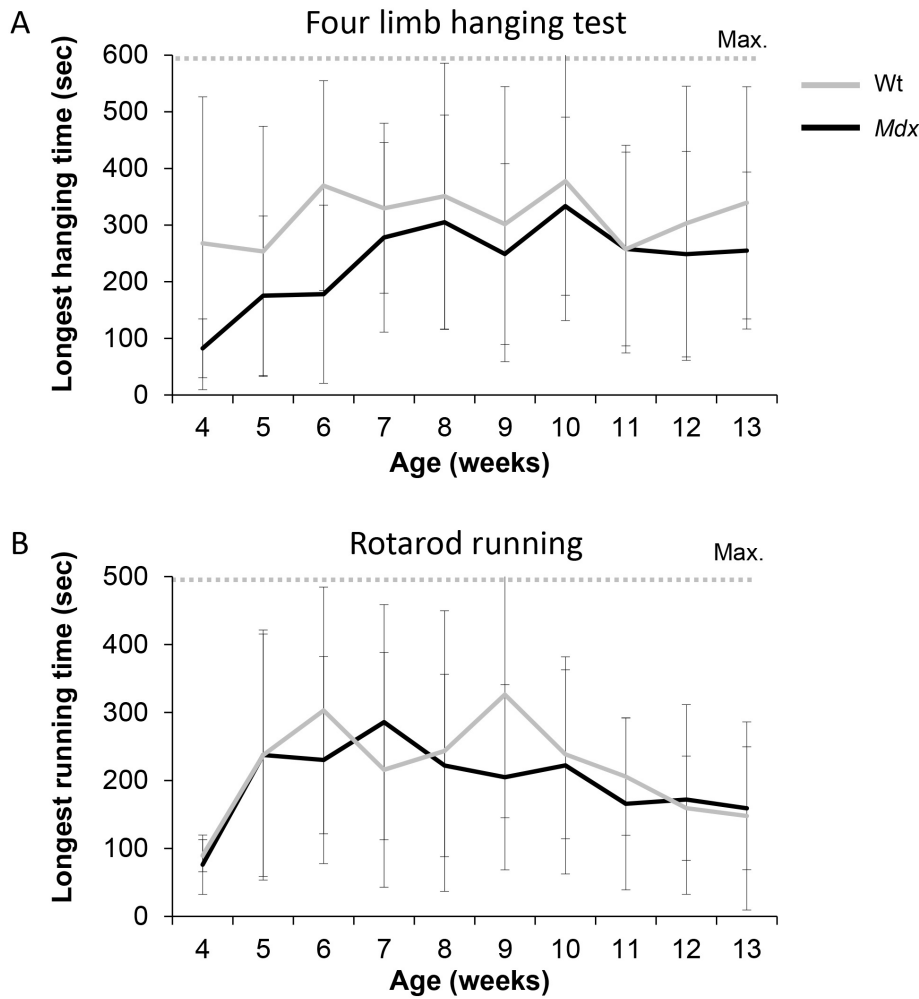 A
Four limb hanging test
Max.
Longest hanging time (sec)
600
500
400
300
200
100
0
4 5 6 7 8 9 10 11 12 13
Age (weeks)
Wt
Mdx
B
Rotarod running
Max.
Longest running time (sec)
500
400
300
200
100
0
4 5 6 7 8 9 10 11 12 13
Age (weeks)